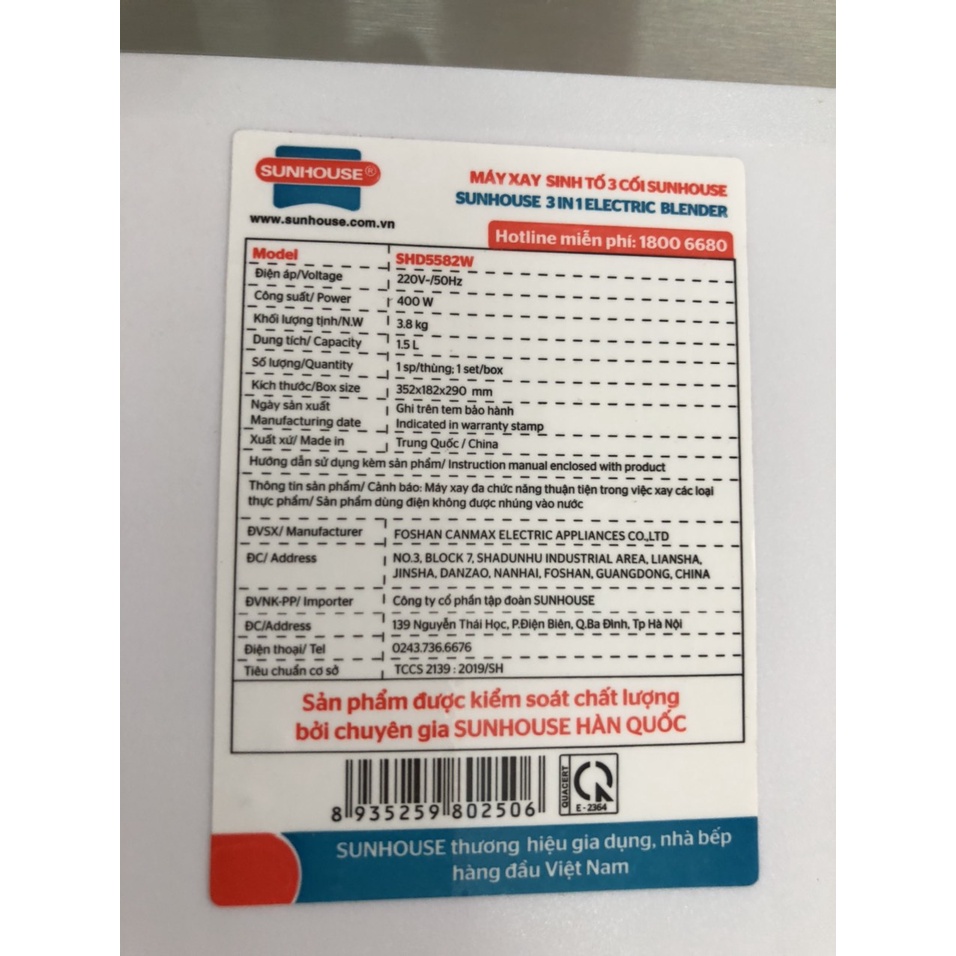 SUNHOUSE®
www.sunhouse.com.vn
MÁY XAY SINH TỐ 3 CỐI SUNHOUSE
SUNHOUSE 3 IN 1 ELECTRIC BLENDER
Hotline miễn phí: 1800 6680
Model SHD5582W
Điện áp/Voltage 220V~/50Hz
Công suất/ Power 400 W
Khối lượng tịnh/N.W 3.8 kg
Dung tích/ Capacity 1.5 L
Số lượng/Quantity 1 sp/thùng; 1 set/box
Kích thước/Box size 352x182x290 mm
Ngày sản xuất Ghi trên tem bảo hành
Manufacturing date Indicated in warranty stamp
Xuất xứ/ Made in Trung Quốc / China
Hướng dẫn sử dụng kèm sản phẩm/ Instruction manual enclosed with product
Thông tin sản phẩm/ Cảnh báo: Máy xay đa chức năng thuận tiện trong việc xay các loại
thực phẩm/ Sản phẩm dùng điện không được nhúng vào nước
ĐVSX/ Manufacturer FOSHAN CANMAX ELECTRIC APPLIANCES CO.,LTD
ĐC/ Address NO.3, BLOCK 7, SHADUNHU INDUSTRIAL AREA, LIANSHA,
JINSHA, DANZAO, NANHAI, FOSHAN, GUANGDONG, CHINA
ĐVNK-PP/ Importer Công ty cổ phần tập đoàn SUNHOUSE
ĐC/Address 139 Nguyễn Thái Học, P.Điện Biên, Q.Ba Đình, Tp Hà Nội
Điện thoại/ Tel 0243.736.6676
Tiêu chuẩn cơ sở TCCS 2139 : 2019/SH
Sản phẩm được kiểm soát chất lượng
bởi chuyên gia SUNHOUSE HÀN QUỐC
8 935259 802506
QUACERT
E - 2364
SUNHOUSE thương hiệu gia dụng, nhà bếp
hàng đầu Việt Nam